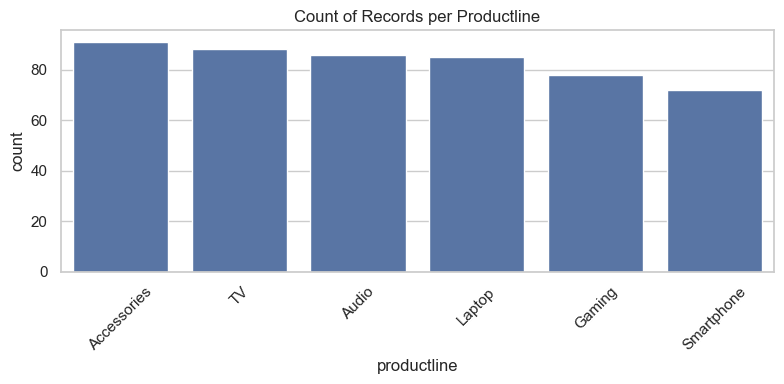 Count of Records per Productline
count
80
60
40
20
0
Accessories
TV
Audio
Laptop
Gaming
Smartphone
productline